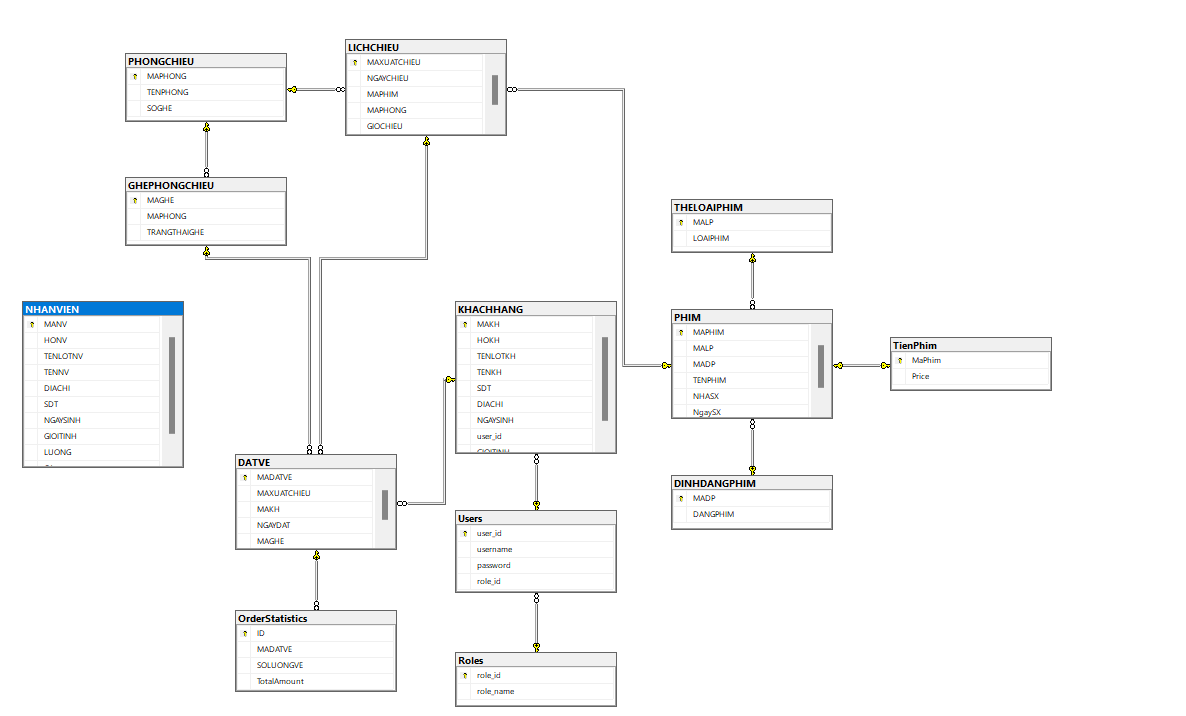 LICHCHIEU
MAXUATCHIEU
NGAYCHIEU
MAPHIM
MAPHONG
GIOCHIEU
PHONGCHIEU
MAPHONG
TENPHONG
SOGHE
GHEPHONGCHIEU
MAGHE
MAPHONG
TRANGTHAIGHE
THELOAIPHIM
MALP
LOAIPHIM
NHANVIEN
MANV
HONV
TENLOTNV
TENNV
DIACHI
SDT
NGAYSINH
GIOITINH
LUONG
KHACHHANG
MAKH
HOKH
TENLOTKH
TENKH
SDT
DIACHI
NGAYSINH
user_id
GIOITINH
PHIM
MAPHIM
MALP
MADP
TENPHIM
NHASX
NgaySX
TienPhim
MaPhim
Price
DATVE
MADATVE
MAXUATCHIEU
MAKH
NGAYDAT
MAGHE
DINHDANGPHIM
MADP
DANGPHIM
Users
user_id
username
password
role_id
OrderStatistics
ID
MADATVE
SOLUONGVE
TotalAmount
Roles
role_id
role_name